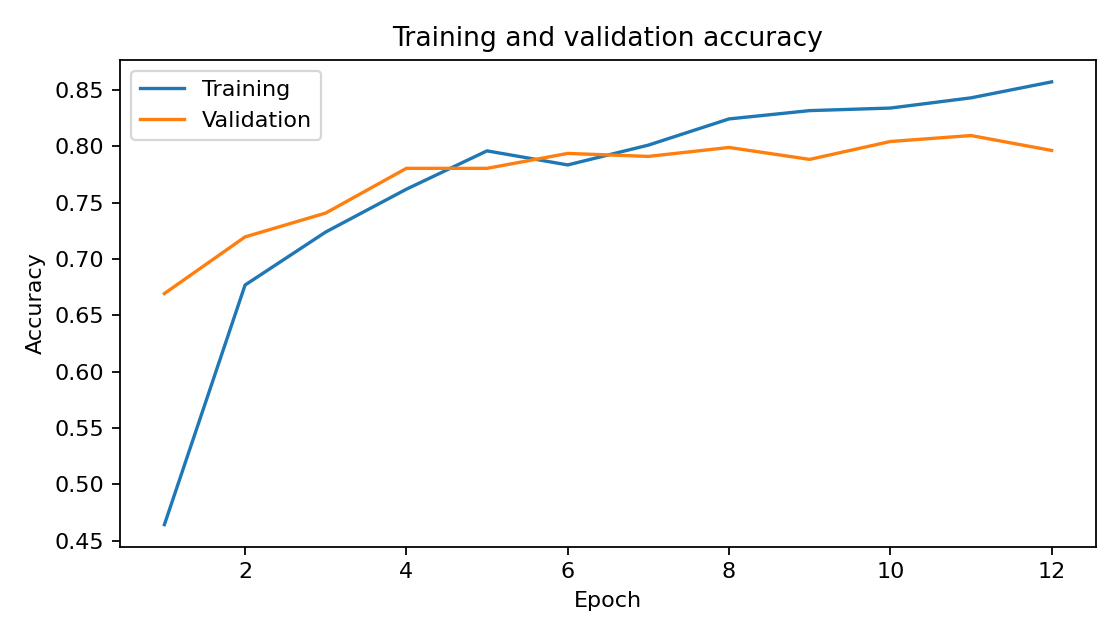 Training and validation accuracy
Training
Validation
0.85
0.80
0.75
0.70
0.65
0.60
0.55
0.50
0.45
Accuracy
2 4 6 8 10 12
Epoch